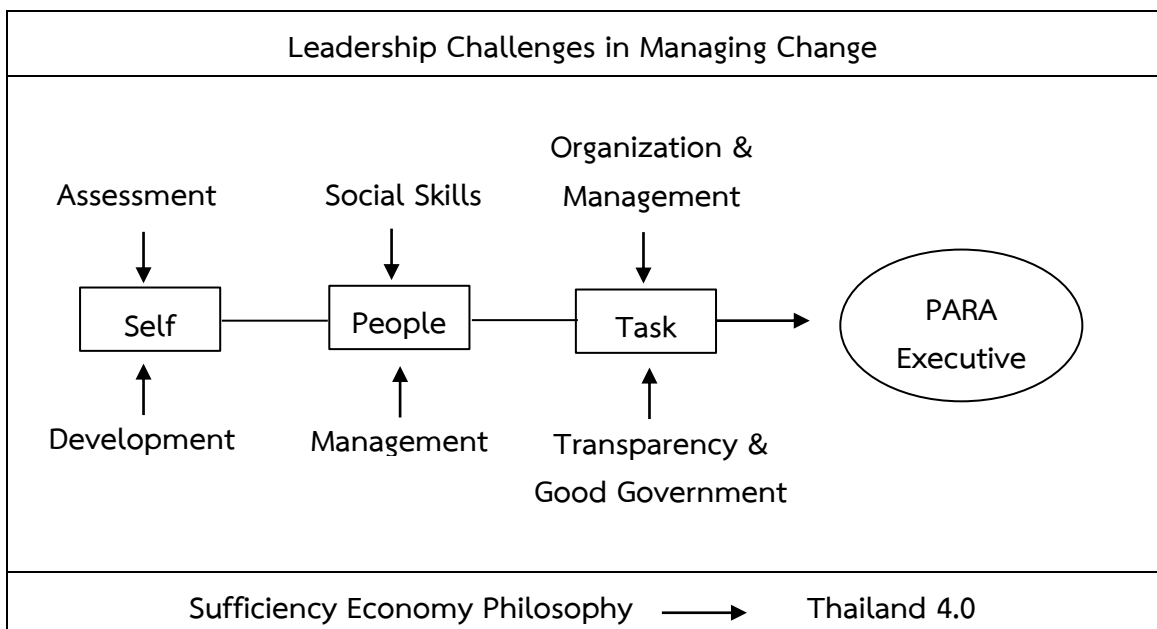 Leadership Challenges in Managing Change
Organization &
Management
Assessment
Social Skills
Self
People
Task
PARA
Executive
Development
Management
Transparency &
Good Government
Sufficiency Economy Philosophy
Thailand 4.0